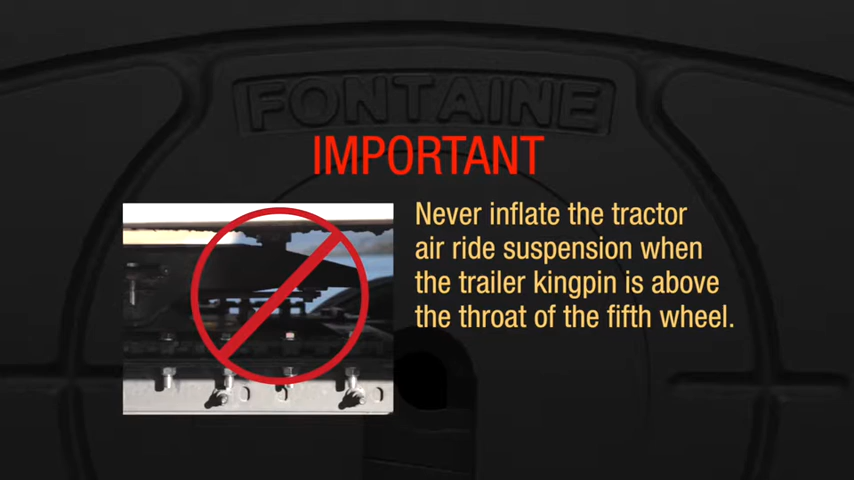 FONTAINE
IMPORTANT
Never inflate the tractor
air ride suspension when
the trailer kingpin is above
the throat of the fifth wheel.